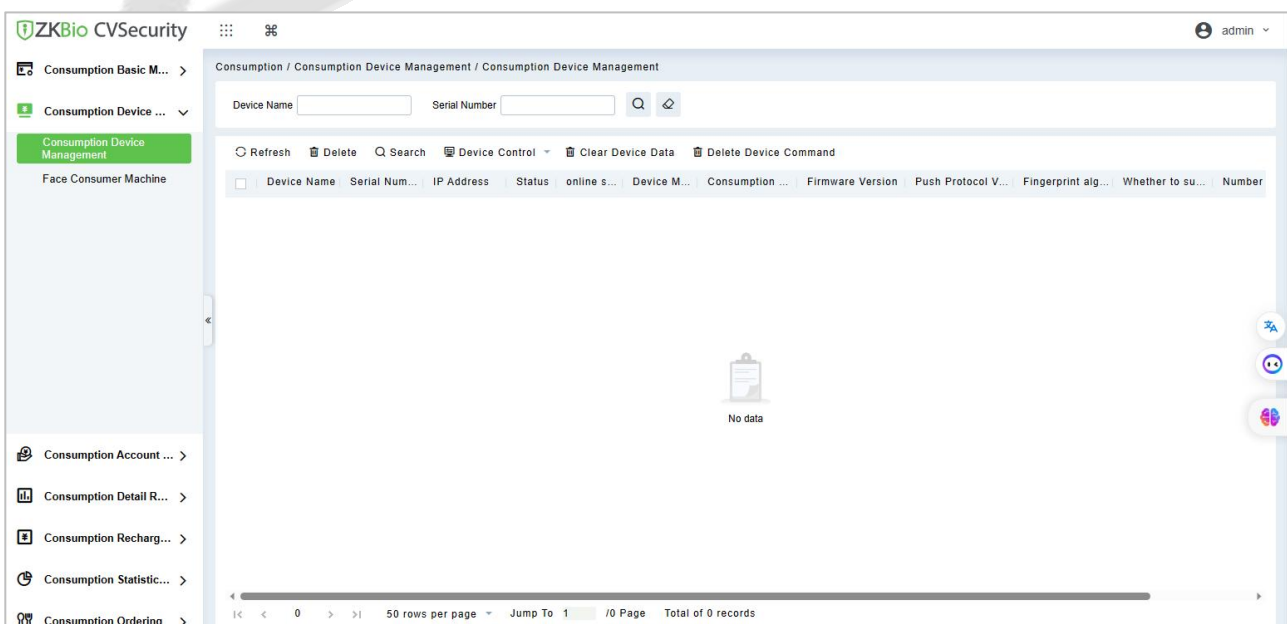 ZKBio CVSecurity
admin
Consumption Basic M...
Consumption Device ...
Consumption Device
Management
Face Consumer Machine
Consumption Account ...
Consumption Detail R...
Consumption Recharg...
Consumption Statistic...
Consumption Ordering
Consumption / Consumption Device Management / Consumption Device Management
Device Name Serial Number
Refresh Delete Search Device Control Clear Device Data Delete Device Command
Device Name Serial Num... IP Address Status online s... Device M... Consumption ... Firmware Version Push Protocol V... Fingerprint alg... Whether to su... Number
No data
0 50 rows per page Jump To 1 /0 Page Total of 0 records